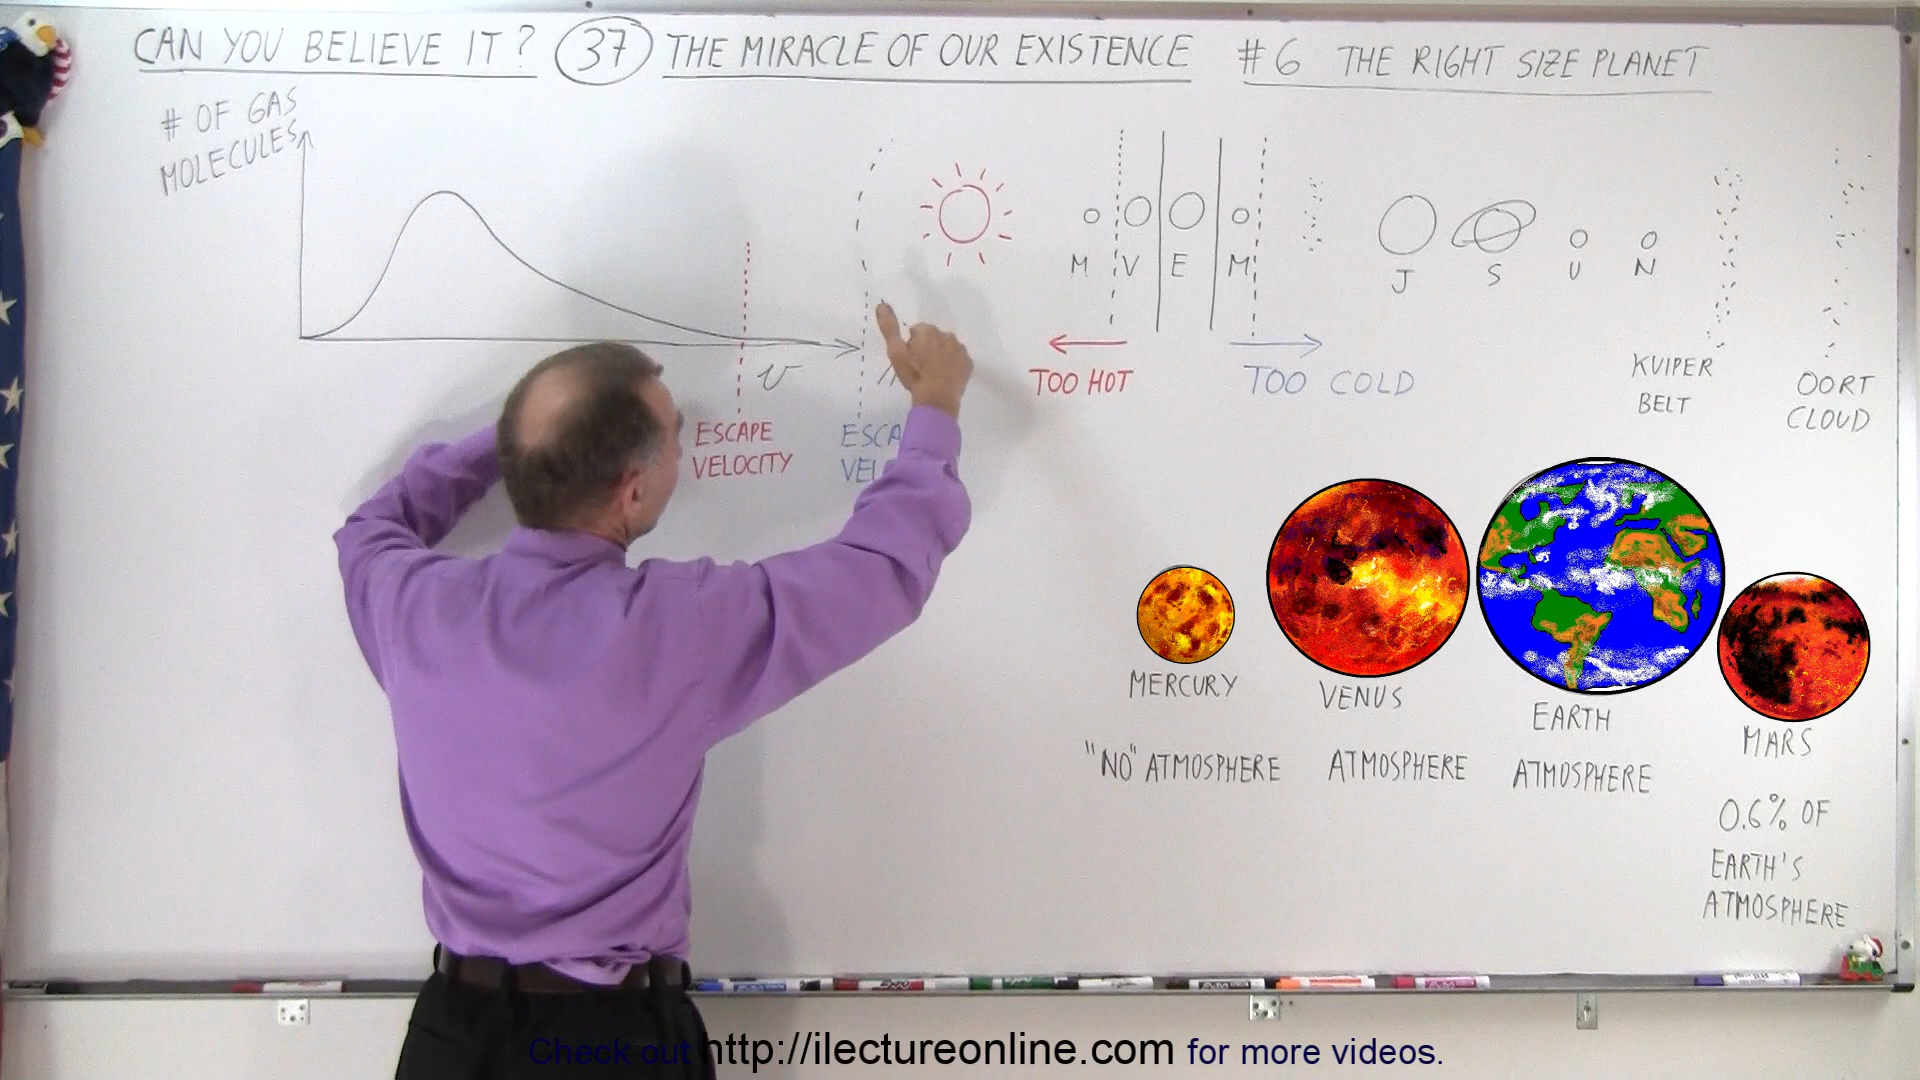 CAN YOU BELIEVE IT? 37 THE MIRACLE OF OUR EXISTENCE #6 THE RIGHT SIZE PLANET
# OF GAS
MOLECULES
M V E M J S U N
v
TOO HOT
TOO COLD
KUIPER
BELT
OORT
CLOUD
ESCAPE
VELOCITY
ESCA
VEL
MERCURY
VENUS
EARTH
MARS
"NO" ATMOSPHERE
ATMOSPHERE
ATMOSPHERE
0.6% OF
EARTH'S
ATMOSPHERE
Check out http://ilectureonline.com for more videos.